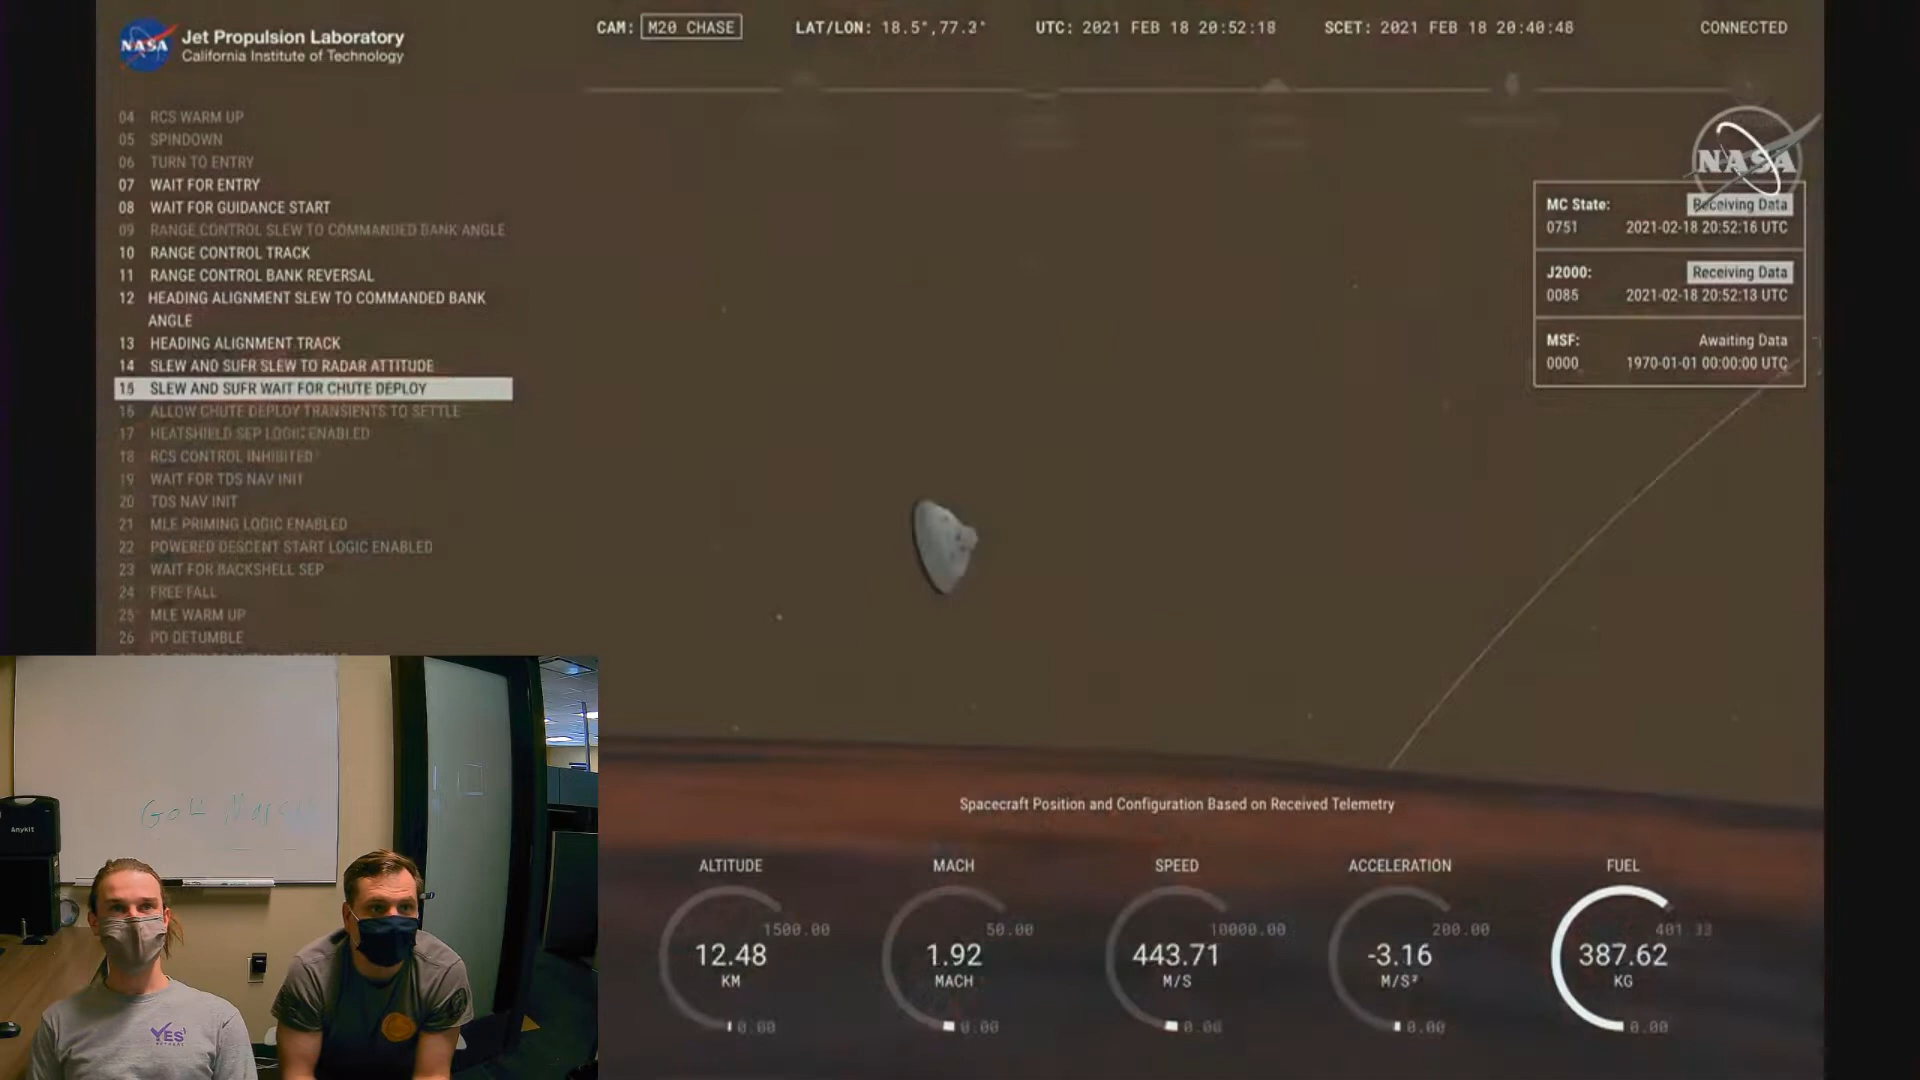 NASA
Jet Propulsion Laboratory
California Institute of Technology
CAM: M20 CHASE
LAT/LON: 18.5°,77.3°
UTC: 2021 FEB 18 20:52:18
SCET: 2021 FEB 18 20:40:48
CONNECTED
04 RCS WARM UP
05 SPINDOWN
06 TURN TO ENTRY
07 WAIT FOR ENTRY
08 WAIT FOR GUIDANCE START
09 RANGE CONTROL SLEW TO COMMANDED BANK ANGLE
10 RANGE CONTROL TRACK
11 RANGE CONTROL BANK REVERSAL
12 HEADING ALIGNMENT SLEW TO COMMANDED BANK
ANGLE
13 HEADING ALIGNMENT TRACK
14 SLEW AND SUFR SLEW TO RADAR ATTITUDE
15 SLEW AND SUFR WAIT FOR CHUTE DEPLOY
16 ALLOW CHUTE DEPLOY TRANSIENTS TO SETTLE
17 HEATSHIELD SEP LOGIC ENABLED
18 RCS CONTROL INHIBITED
19 WAIT FOR TDS NAV INIT
20 TDS NAV INIT
21 MLE PRIMING LOGIC ENABLED
22 POWERED DESCENT START LOGIC ENABLED
23 WAIT FOR BACKSHELL SEP
24 FREE FALL
25 MLE WARM UP
26 PD DETUMBLE
NASA
MC State: Receiving Data
0751 2021-02-18 20:52:16 UTC
J2000: Receiving Data
0085 2021-02-18 20:52:13 UTC
MSF: Awaiting Data
0000 1970-01-01 00:00:00 UTC
Spacecraft Position and Configuration Based on Received Telemetry
ALTITUDE
1500.00
12.48
KM
0.00
MACH
50.00
1.92
MACH
0.00
SPEED
10000.00
443.71
M/S
0.00
ACCELERATION
200.00
-3.16
M/S²
0.00
FUEL
401.33
387.62
KG
0.00
Anykit
YES